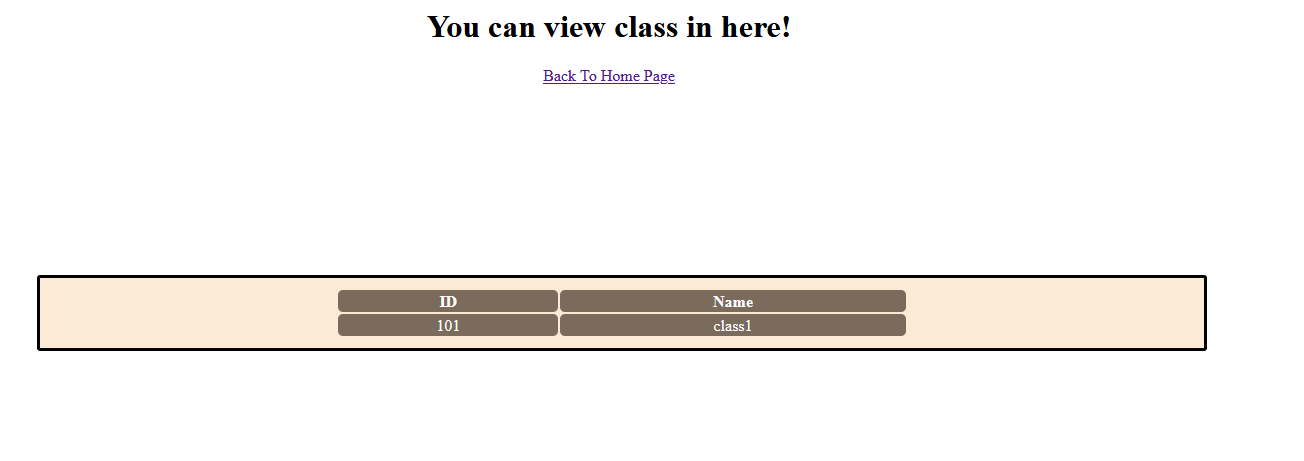 You can view class in here!
Back To Home Page
ID Name
101 class1